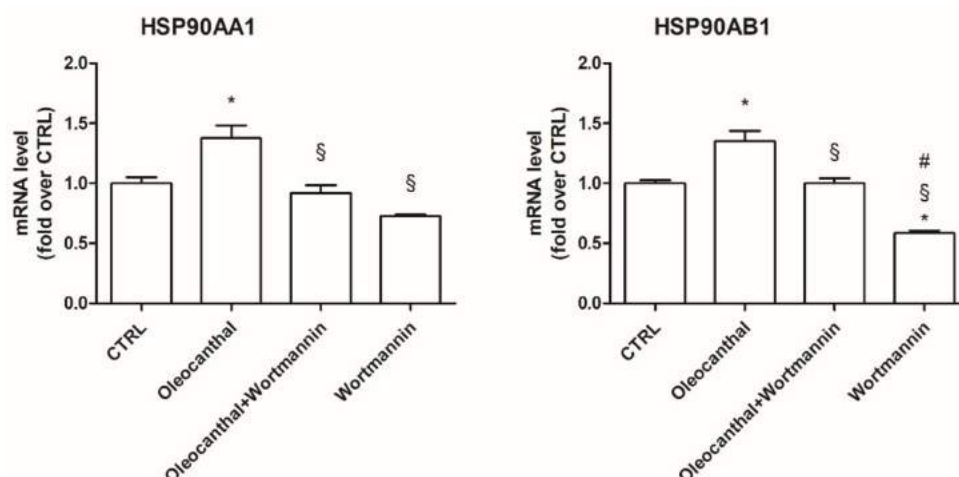 HSP90AA1
mRNA level
(fold over CTRL)
2.0
1.5
1.0
0.5
0.0
*
§
§
CTRL
Oleocanthal
Oleocanthal+Wortmannin
Wortmannin
HSP90AB1
mRNA level
(fold over CTRL)
2.0
1.5
1.0
0.5
0.0
*
§
#
§
*
CTRL
Oleocanthal
Oleocanthal+Wortmannin
Wortmannin